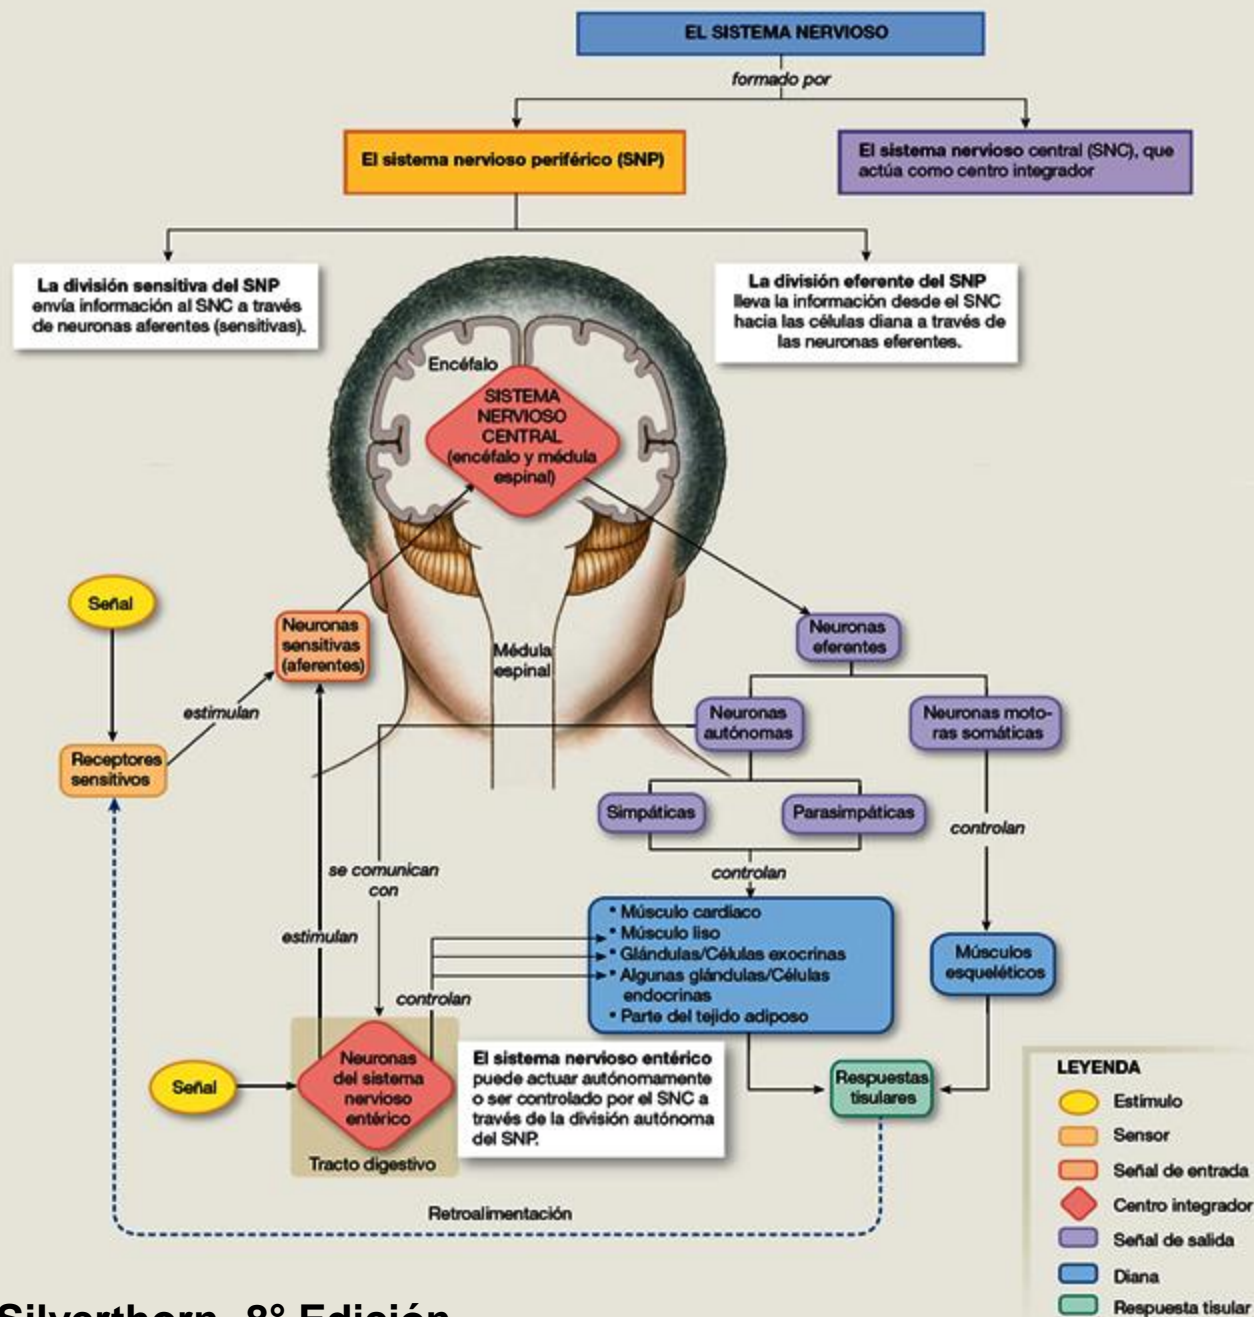 EL SISTEMA NERVIOSO
formado por
El sistema nervioso periférico (SNP)
El sistema nervioso central (SNC), que
actúa como centro integrador
La división sensitiva del SNP
envía información al SNC a través
de neuronas aferentes (sensitivas).
La división eferente del SNP
lleva la información desde el SNC
hacia las células diana a través de
las neuronas eferentes.
Encéfalo
SISTEMA
NERVIOSO
CENTRAL
(encéfalo y médula
espinal)
Señal
Neuronas
sensitivas
(aferentes)
Médula
espinal
Neuronas
eferentes
estimulan
Receptores
sensitivos
Neuronas
autónomas
Neuronas moto-
ras somáticas
Simpáticas
Parasimpáticas
controlan
controlan
se comunican
con
estimulan
controlan
• Músculo cardíaco
• Músculo liso
• Glándulas/Células exocrinas
• Algunas glándulas/Células
endocrinas
• Parte del tejido adiposo
Músculos
esqueléticos
Señal
Neuronas
del sistema
nervioso
entérico
Tracto digestivo
El sistema nervioso entérico
puede actuar autónomamente
o ser controlado por el SNC a
través de la división autónoma
del SNP.
Respuestas
tisulares
Retroalimentación
LEYENDA
Estímulo
Sensor
Señal de entrada
Centro integrador
Señal de salida
Diana
Respuesta tisular
Silverthorn, 8° Edición